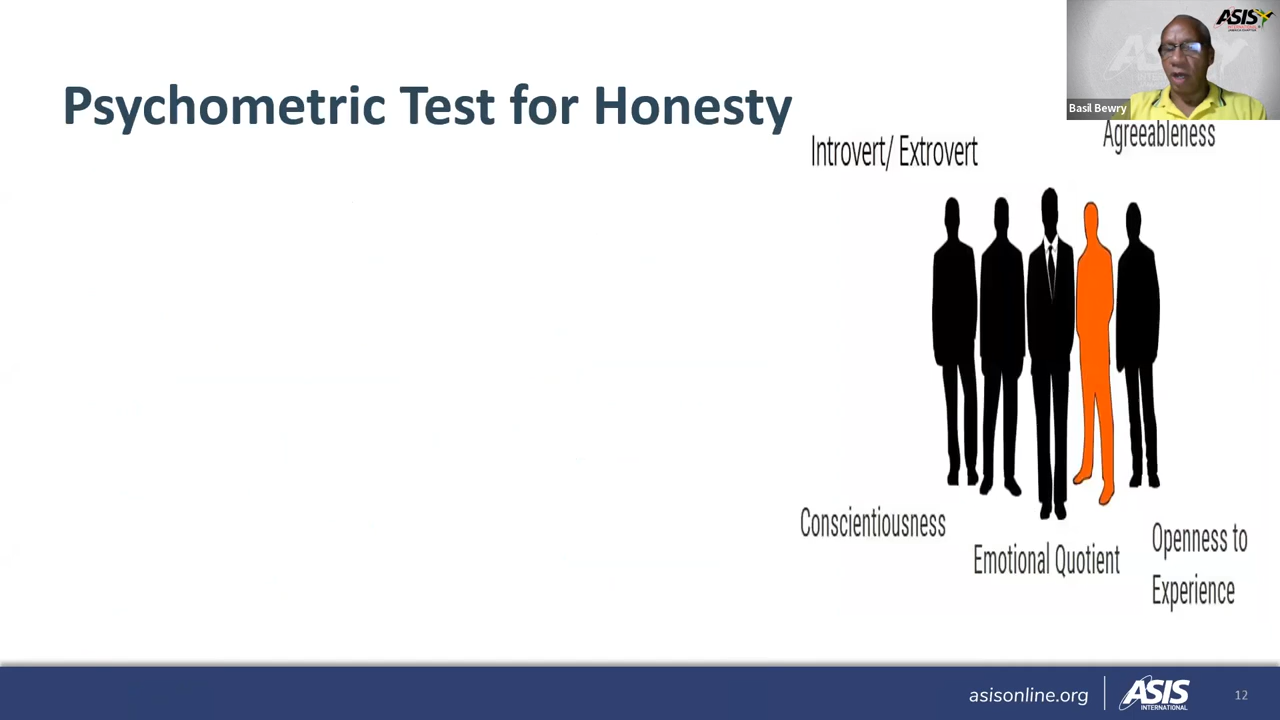 Psychometric Test for Honesty
ASIS
INTERNATIONAL
Basil Bewry
Introvert/ Extrovert
Agreeableness
Conscientiousness
Emotional Quotient
Openness to
Experience
asisonline.org
ASIS
INTERNATIONAL
12